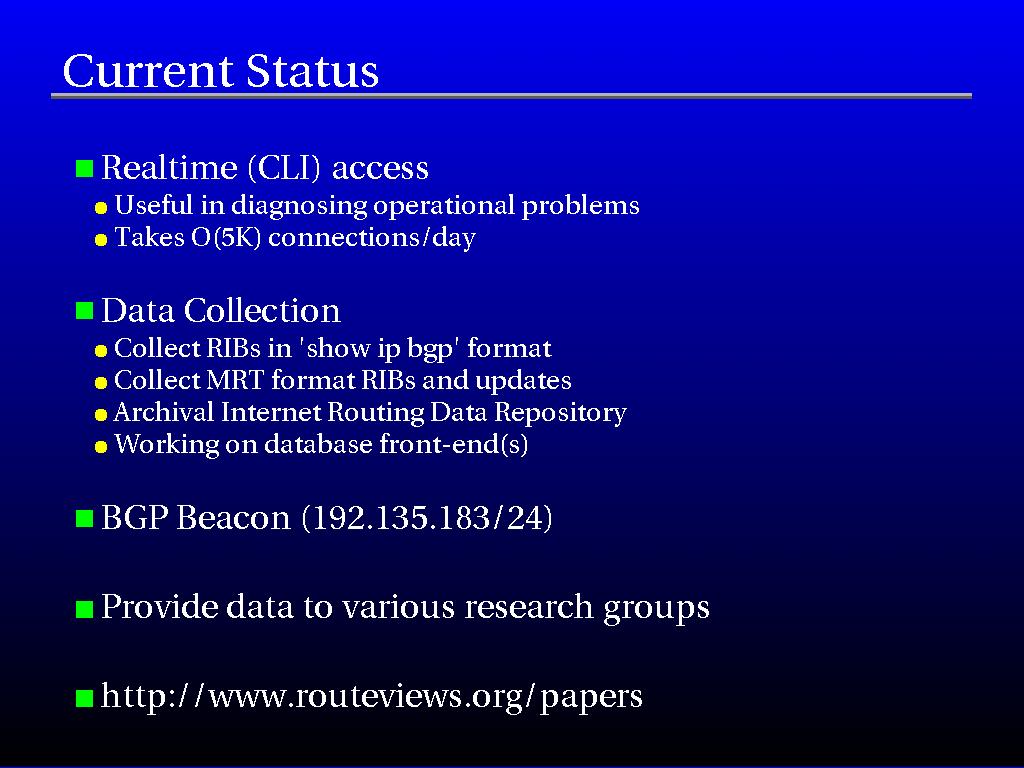 Current Status
Realtime (CLI) access
Useful in diagnosing operational problems
Takes O(5K) connections/day
Data Collection
Collect RIBs in 'show ip bgp' format
Collect MRT format RIBs and updates
Archival Internet Routing Data Repository
Working on database front-end(s)
BGP Beacon (192.135.183/24)
Provide data to various research groups
http://www.routeviews.org/papers